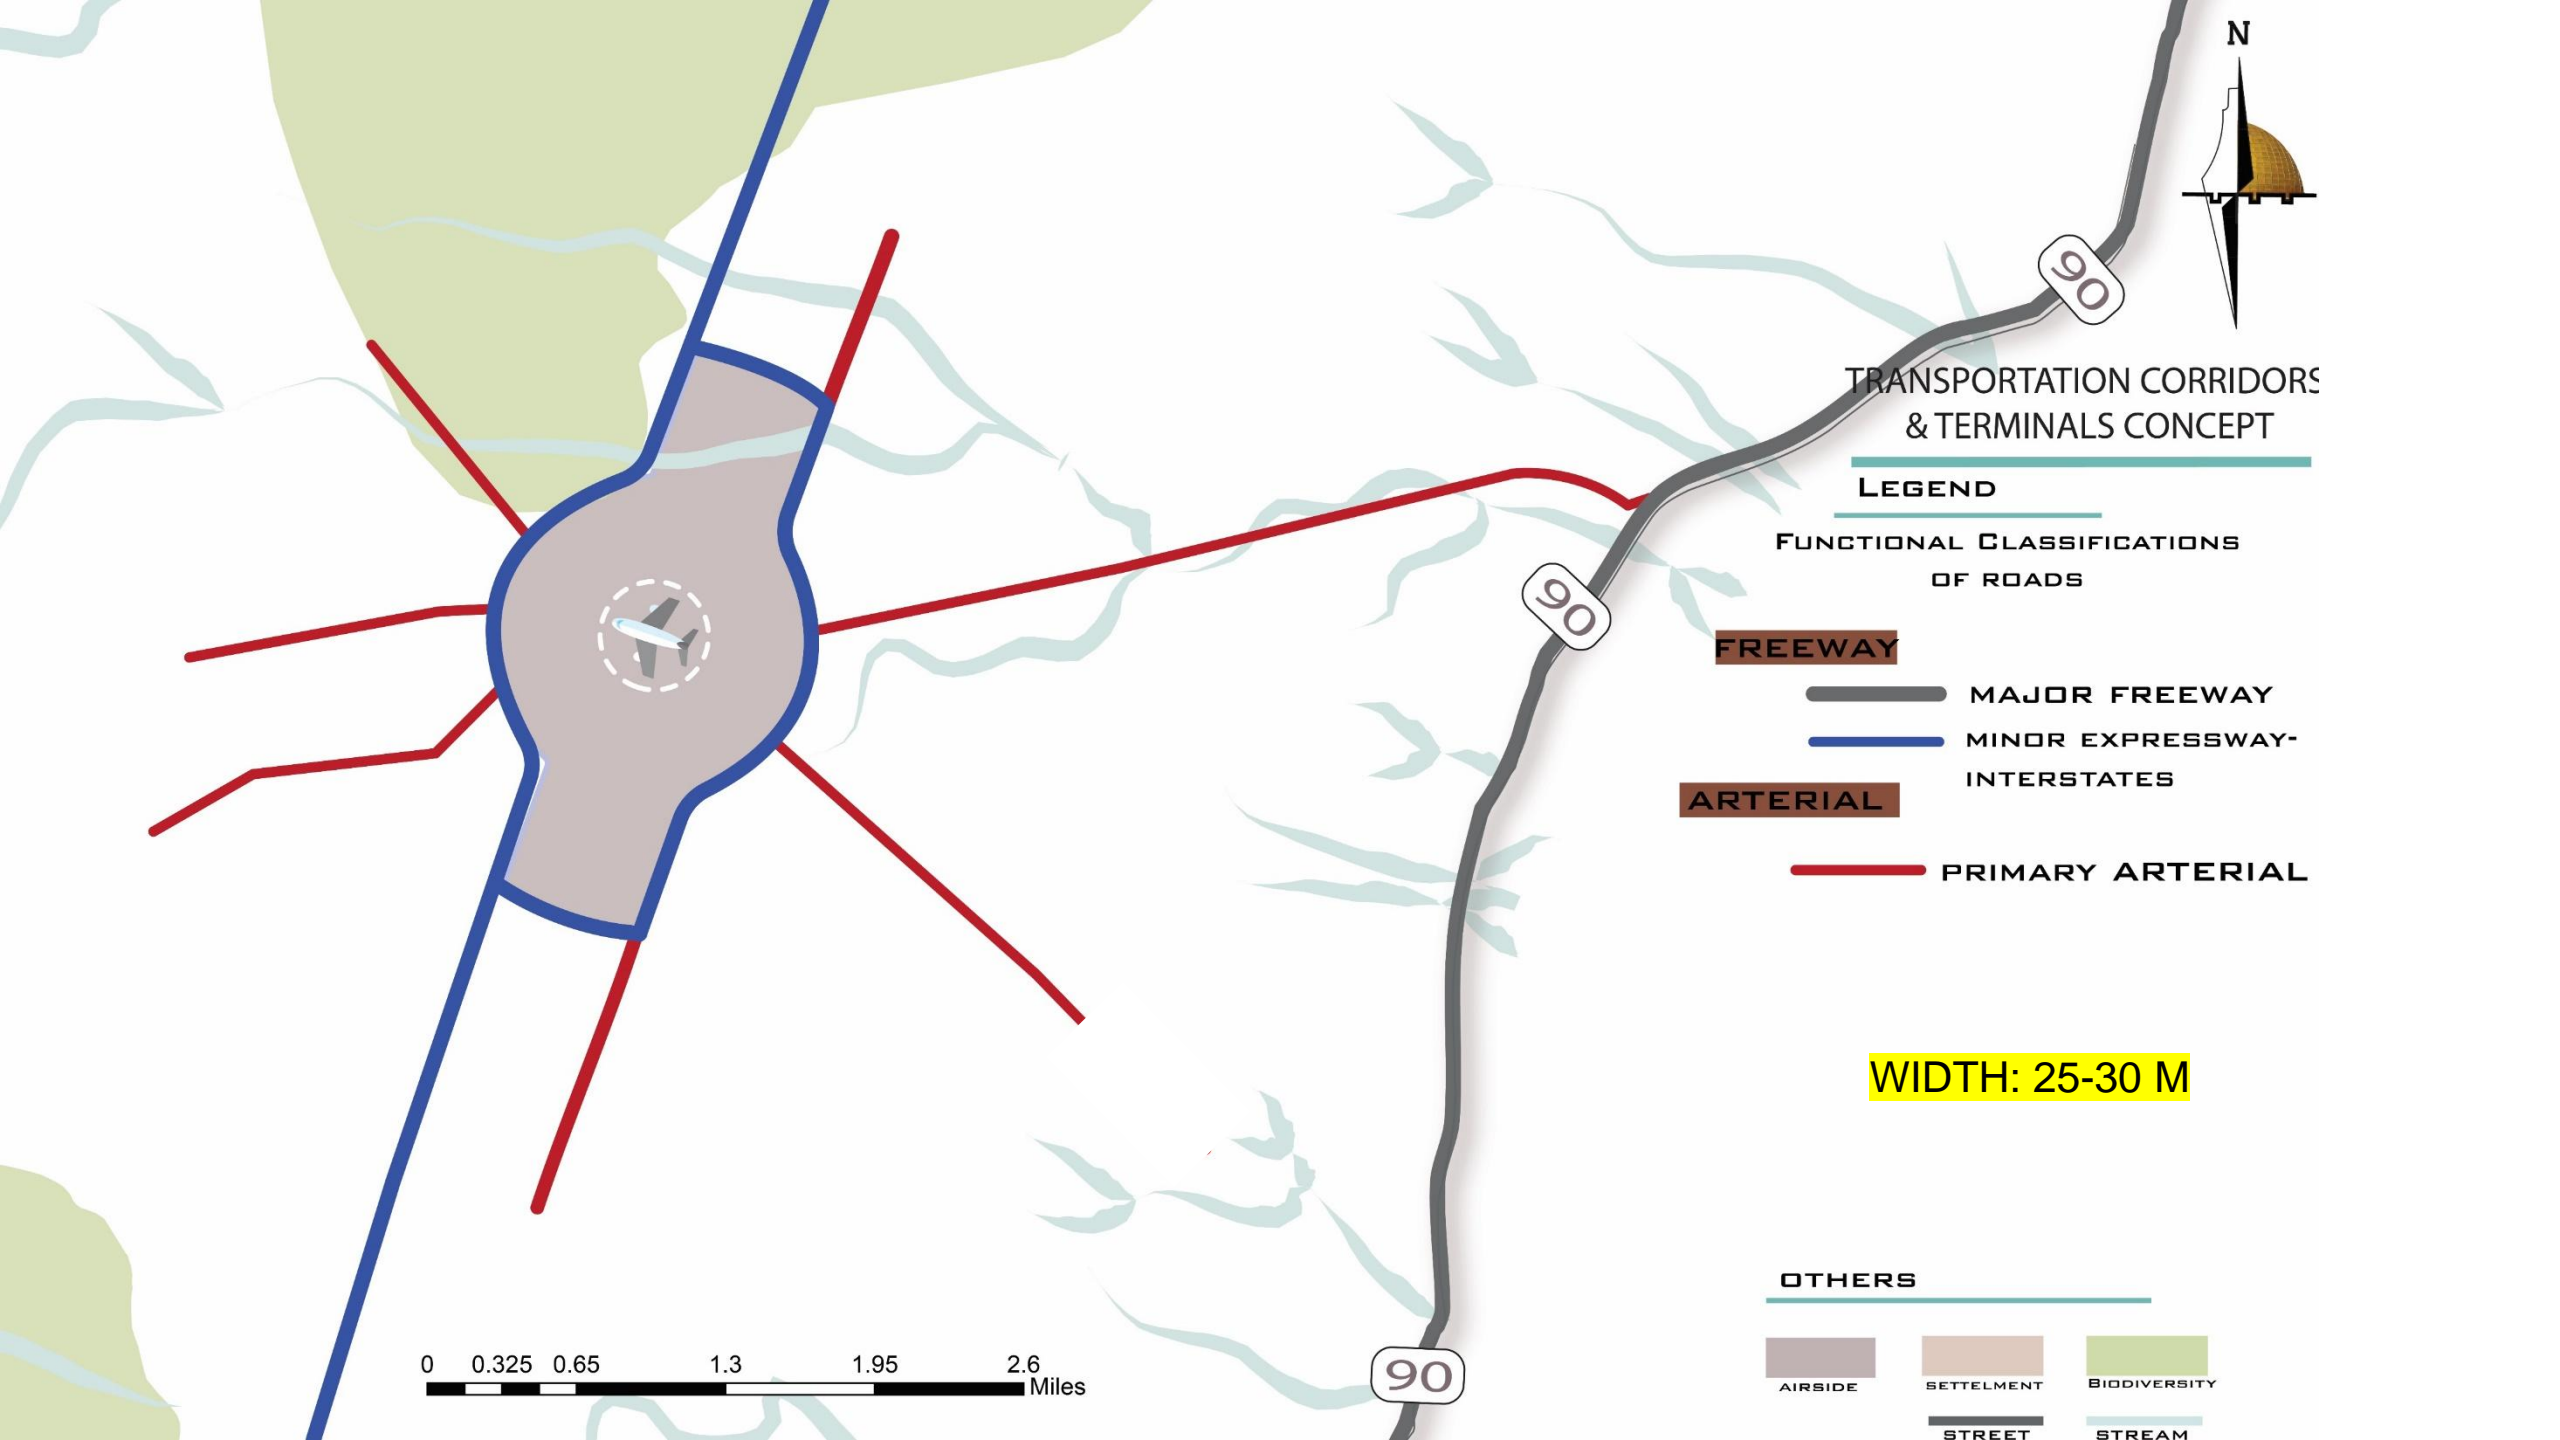 N
90
TRANSPORTATION CORRIDORS
& TERMINALS CONCEPT
LEGEND
FUNCTIONAL CLASSIFICATIONS
OF ROADS
90
FREEWAY
MAJOR FREEWAY
MINOR EXPRESSWAY-
INTERSTATES
ARTERIAL
PRIMARY ARTERIAL
WIDTH: 25-30 M
OTHERS
0 0.325 0.65 1.3 1.95 2.6
Miles
90
AIRSIDE SETTELMENT BIODIVERSITY
STREET STREAM